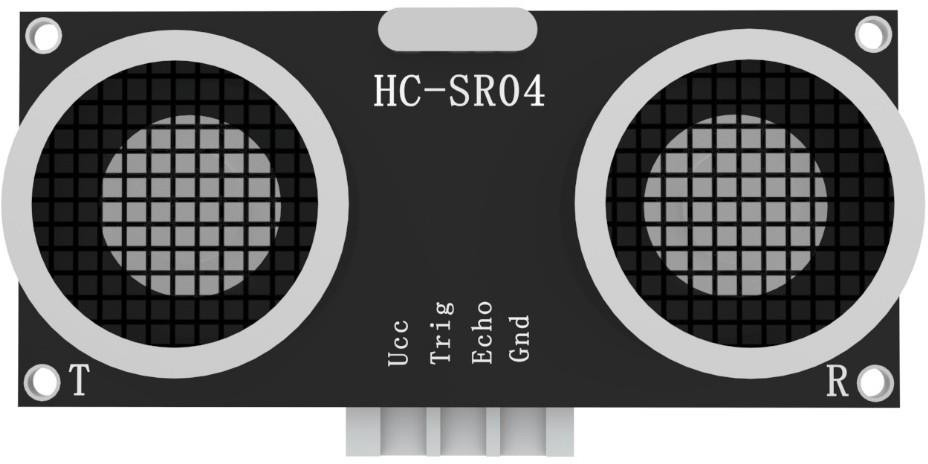 HC-SR04
Ucc
Trig
Echo
Gnd
T
R